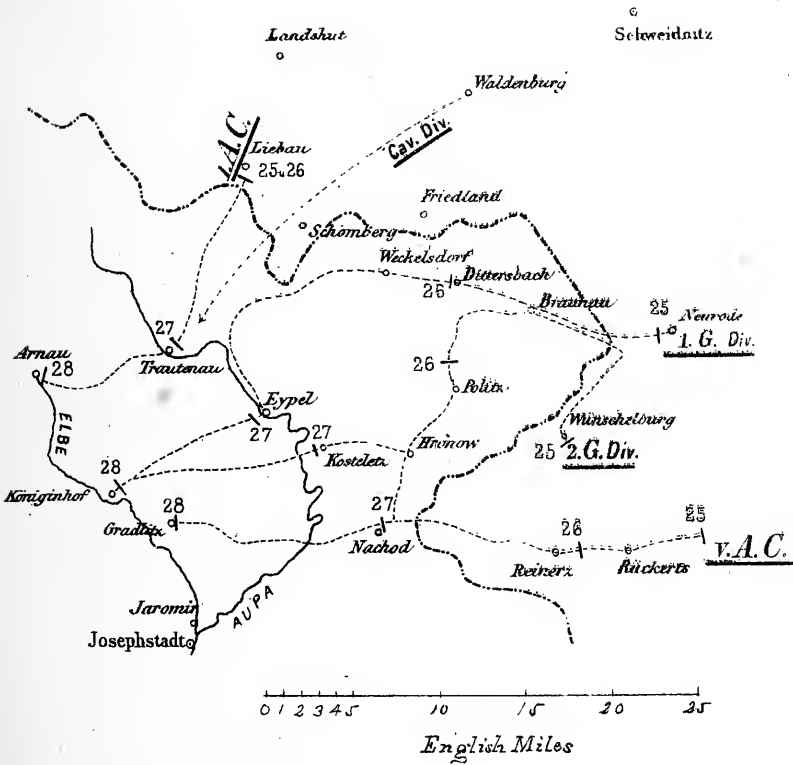 Schweidnitz
Landshut
Waldenburg
I. A.C.
Cav. Div.
Liebau
25 u 26
Friedland
Schömberg
Weckelsdorf
Dittersbach
26
Braunau
25
Neurode
1. G. Div.
27
Trautenau
Arnau
28
26
Politz
Eypel
27
Wünschelburg
25 2. G. Div.
ELBE
27
Kosteletz
Hronow
28
Königinhof
28
Gradlitz
27
Nachod
26
25
V. A.C.
Reinerz
Rückerts
AUPA
Jaromir
Josephstadt
0 1 2 3 4 5 10 15 20 25
English Miles